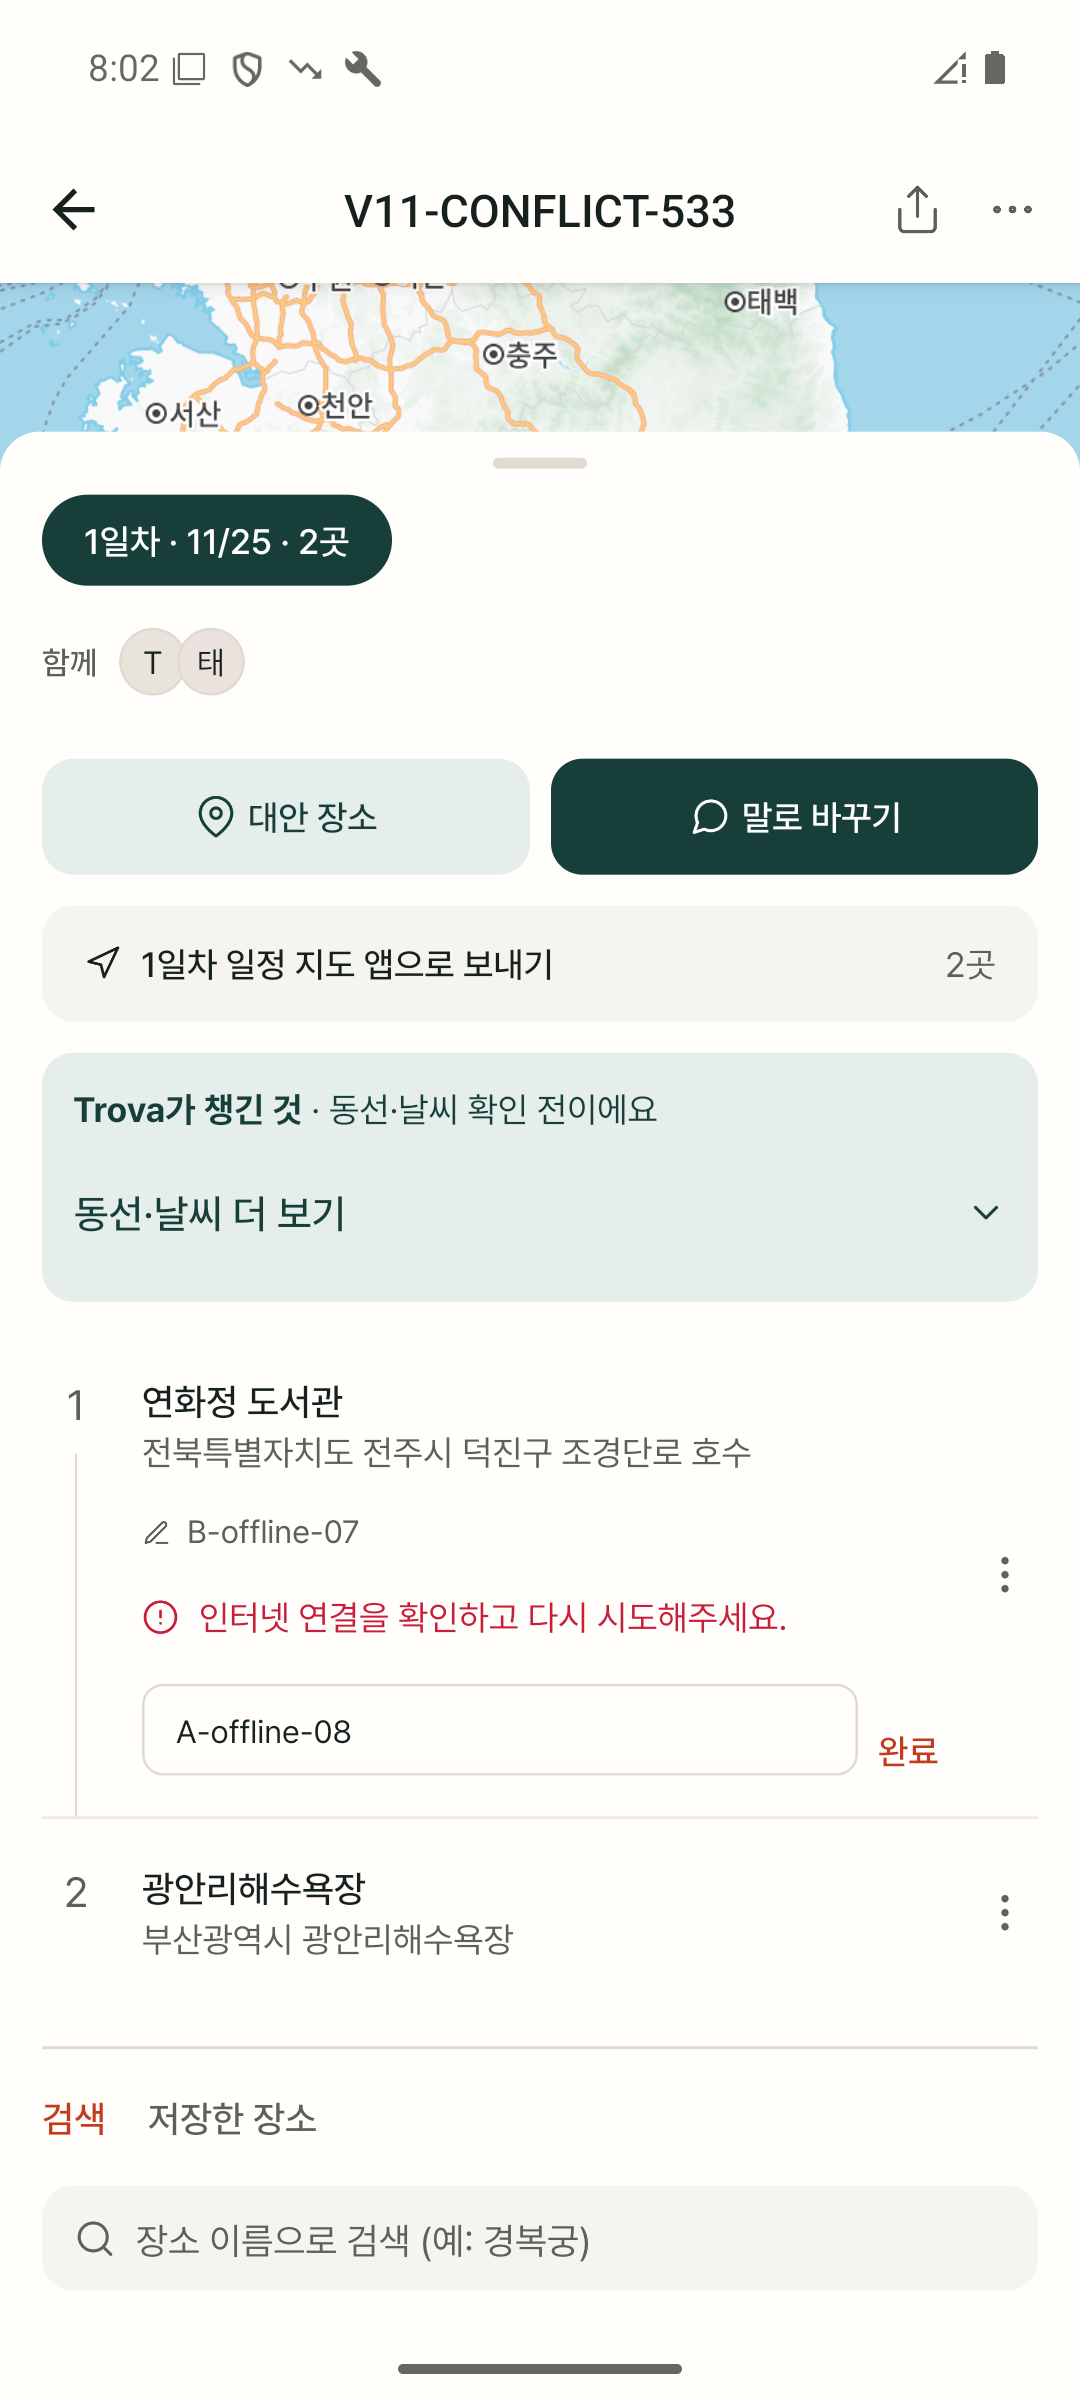 8:02
V11-CONFLICT-533
태백
충주
천안
서산
1일차 · 11/25 · 2곳
함께 T 태
대안 장소
말로 바꾸기
1일차 일정 지도 앱으로 보내기 2곳
Trova가 챙긴 것 · 동선·날씨 확인 전이에요
동선·날씨 더 보기
1 연화정 도서관
전북특별자치도 전주시 덕진구 조경단로 호수
B-offline-07
인터넷 연결을 확인하고 다시 시도해주세요.
A-offline-08
완료
2 광안리해수욕장
부산광역시 광안리해수욕장
검색 저장한 장소
장소 이름으로 검색 (예: 경복궁)